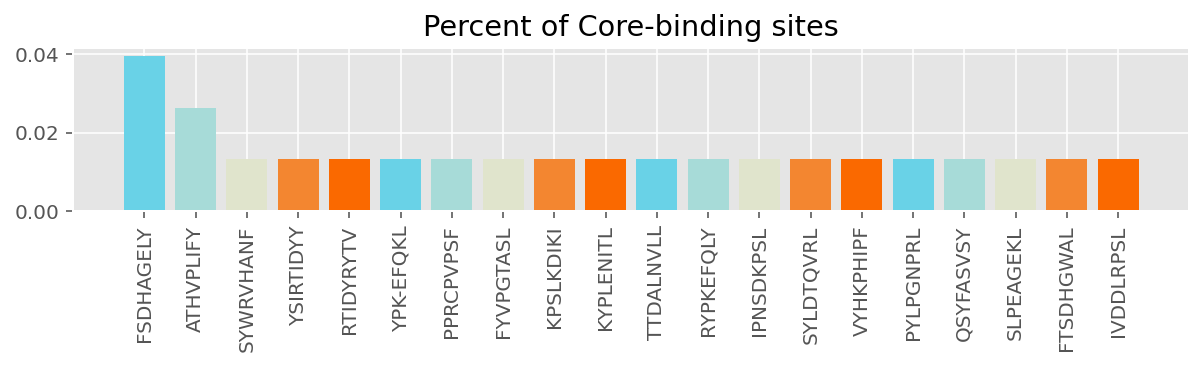 Percent of Core-binding sites
0.04
0.02
0.00
FSDHAGELY
ATHVPLIFY
SYWRVHANF
YSIRTIDYY
RTIDYRYTV
YPK-EFQKL
PPRCPVPSF
FYVPGTASL
KPSLKDIKI
KYPLENITL
TTDALNVLL
RYPKEFQLY
IPNSDKPSL
SYLDTQVRL
VYHKPHIPF
PYLPGNPRL
QSYFASVSY
SLPEAGEKL
FTSDHGWAL
IVDDLRPSL